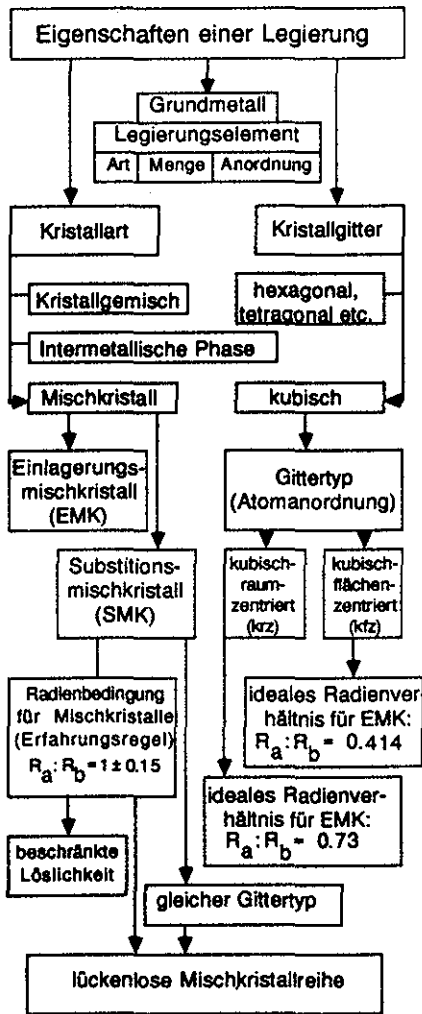 Eigenschaften einer Legierung
Grundmetall
Legierungselement
Art Menge Anordnung
Kristallart
Kristallgitter
Kristallgemisch
hexagonal,
tetragonal etc.
Intermetallische Phase
Mischkristall
kubisch
Einlagerungs-
mischkristall
(EMK)
Gittertyp
(Atomanordnung)
Substitions-
mischkristall
(SMK)
kubisch-
raum-
zentriert
(krz)
kubisch-
flächen-
zentriert
(kfz)
Radienbedingung
für Mischkristalle
(Erfahrungsregel)
Ra:Rb=1±0.15
ideales Radienver-
hältnis für EMK:
Ra:Rb= 0.414
ideales Radienver-
hältnis für EMK:
Ra:Rb= 0.73
beschränkte
Löslichkeit
gleicher Gittertyp
lückenlose Mischkristallreihe